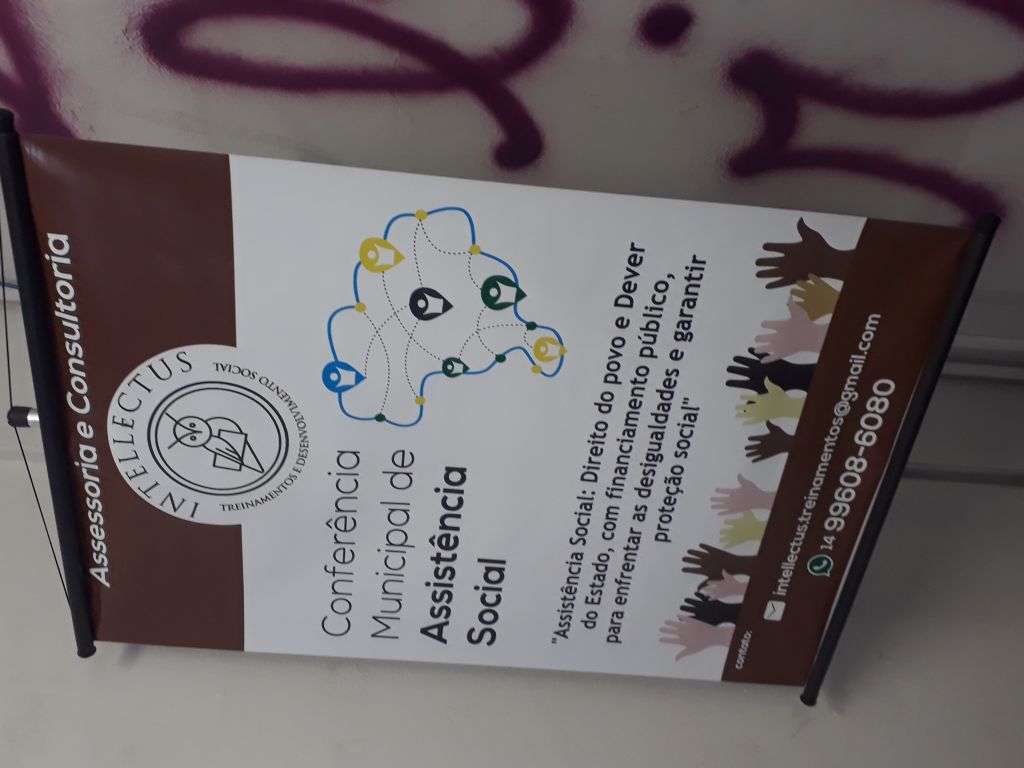 Assessoria e Consultoria
INTELLECTUS
TREINAMENTOS E DESENVOLVIMENTO SOCIAL
Conferência
Municipal de
Assistência
Social
"Assistência Social: Direito do povo e Dever
do Estado, com financiamento público,
para enfrentar as desigualdades e garantir
proteção social"
contato:
intellectus.treinamentos@gmail.com
14 99608-6080